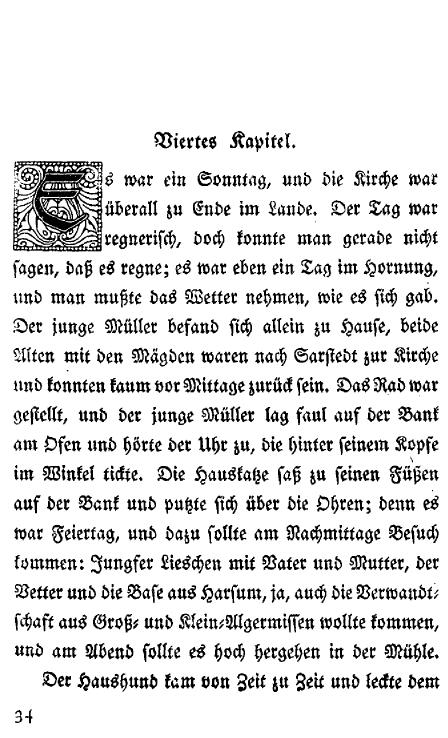 Viertes Kapitel.
Es war ein Sonntag, und die Kirche war
überall zu Ende im Lande. Der Tag war
regnerisch, doch konnte man gerade nicht
sagen, daß es regne; es war eben ein Tag im Hornung,
und man mußte das Wetter nehmen, wie es sich gab.
Der junge Müller befand sich allein zu Hause, beide
Alten mit den Mägden waren nach Sarstedt zur Kirche
und konnten kaum vor Mittage zurück sein. Das Rad war
gestellt, und der junge Müller lag faul auf der Bank
am Ofen und hörte der Uhr zu, die hinter seinem Kopfe
im Winkel tickte. Die Hauskatze saß zu seinen Füßen
auf der Bank und putzte sich über die Ohren; denn es
war Feiertag, und dazu sollte am Nachmittage Besuch
kommen: Jungfer Lieschen mit Vater und Mutter, der
Vetter und die Base aus Harsum, ja, auch die Verwandt-
schaft aus Groß- und Klein-Algermissen wollte kommen,
und am Abend sollte es hoch hergehen in der Mühle.
Der Haushund kam von Zeit zu Zeit und leckte dem
34